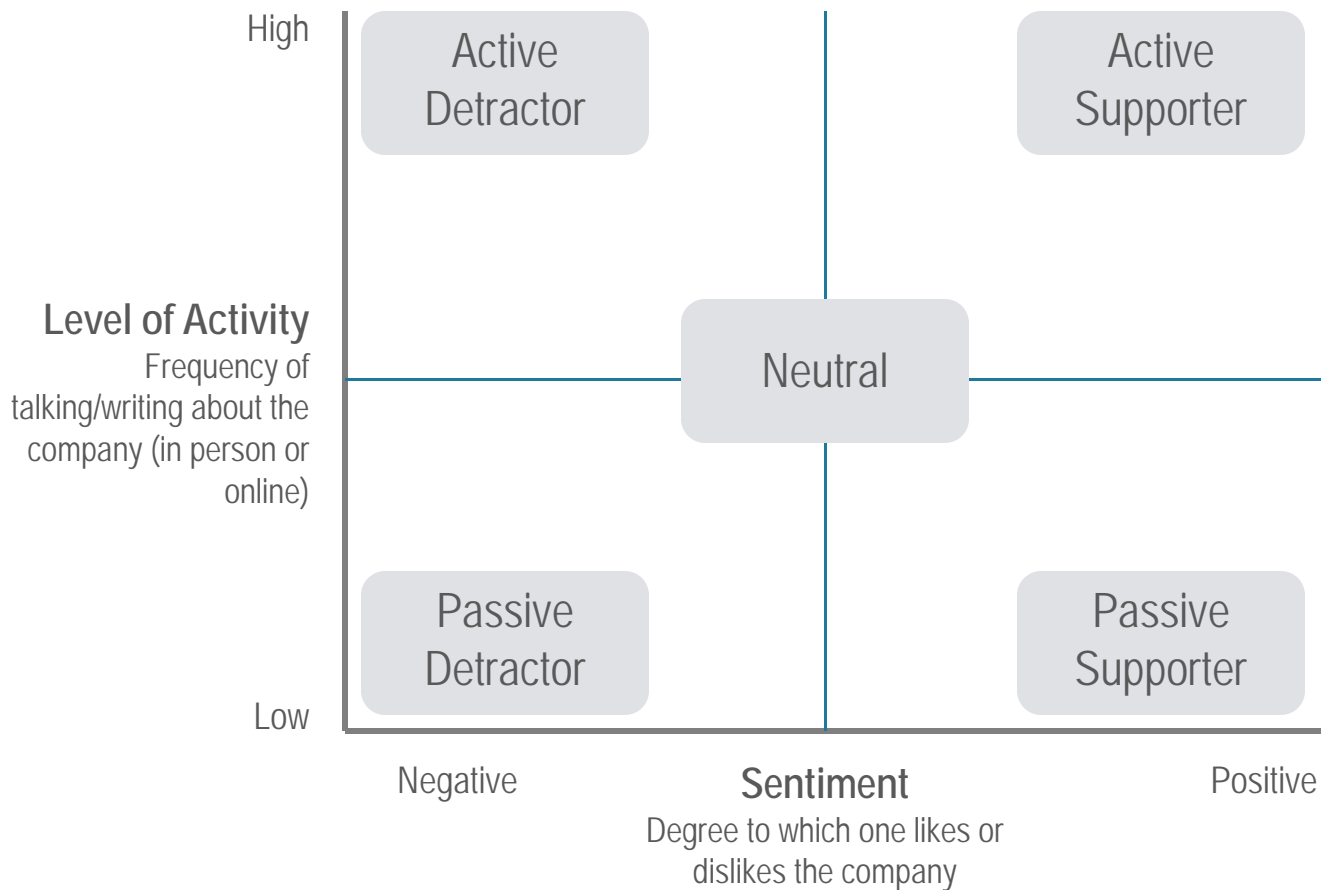 High
Active
Detractor
Active
Supporter
Level of Activity
Frequency of
talking/writing about the
company (in person or
online)
Neutral
Passive
Detractor
Passive
Supporter
Low
Negative
Sentiment
Positive
Degree to which one likes or
dislikes the company